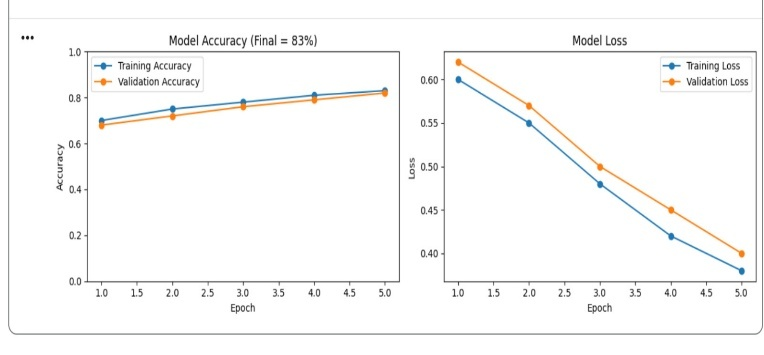 •••
Model Accuracy (Final = 83%)
Training Accuracy
Validation Accuracy
1.0
0.8
0.6
0.4
0.2
0.0
Accuracy
1.0 1.5 2.0 2.5 3.0 3.5 4.0 4.5 5.0
Epoch
Model Loss
Training Loss
Validation Loss
0.60
0.55
0.50
0.45
0.40
Loss
1.0 1.5 2.0 2.5 3.0 3.5 4.0 4.5 5.0
Epoch